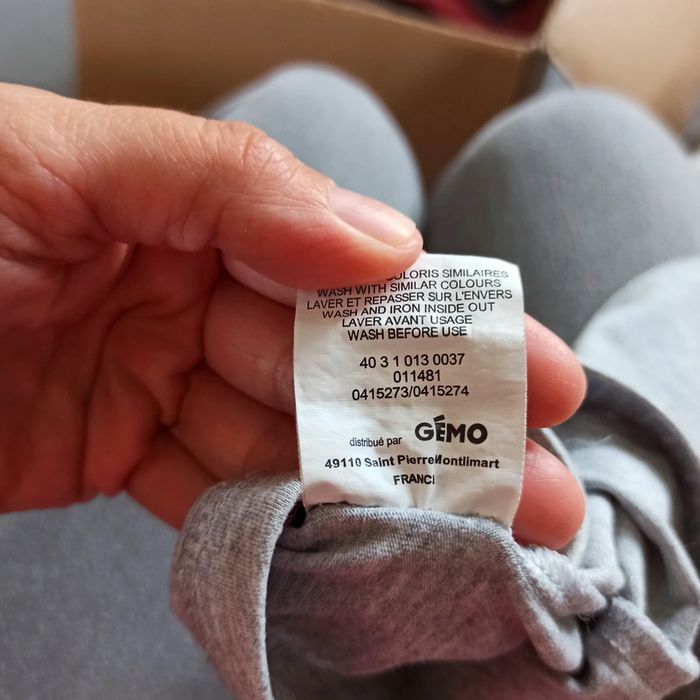 COLORIS SIMILAIRES
WASH WITH SIMILAR COLOURS
LAVER ET REPASSER SUR L'ENVERS
WASH AND IRON INSIDE OUT
LAVER AVANT USAGE
WASH BEFORE USE
40 3 1 013 0037
011481
0415273/0415274
distribué par GÉMO
49110 Saint Pierre Montlimart
FRANCE